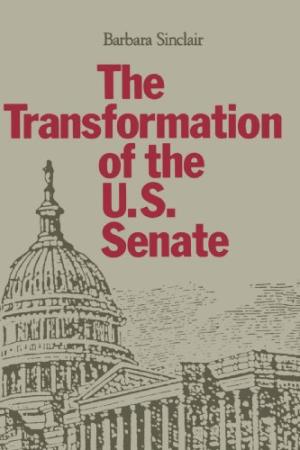 Barbara Sinclair
The
Transformation
of the
U.S.
Senate